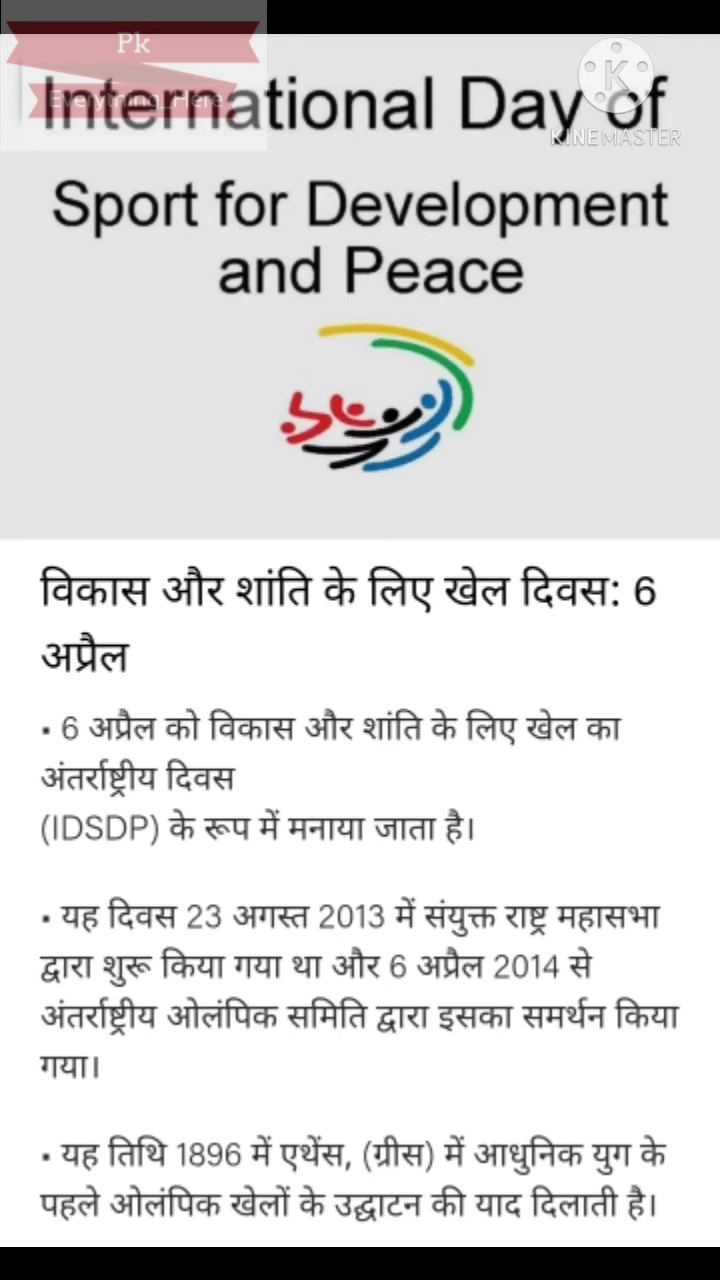 Pk
Everything_Here
International Day of
KINEMASTER
Sport for Development
and Peace
विकास और शांति के लिए खेल दिवस: 6
अप्रैल
• 6 अप्रैल को विकास और शांति के लिए खेल का
अंतर्राष्ट्रीय दिवस
(IDSDP) के रूप में मनाया जाता है।
• यह दिवस 23 अगस्त 2013 में संयुक्त राष्ट्र महासभा
द्वारा शुरू किया गया था और 6 अप्रैल 2014 से
अंतर्राष्ट्रीय ओलंपिक समिति द्वारा इसका समर्थन किया
गया।
• यह तिथि 1896 में एथेंस, (ग्रीस) में आधुनिक युग के
पहले ओलंपिक खेलों के उद्घाटन की याद दिलाती है।